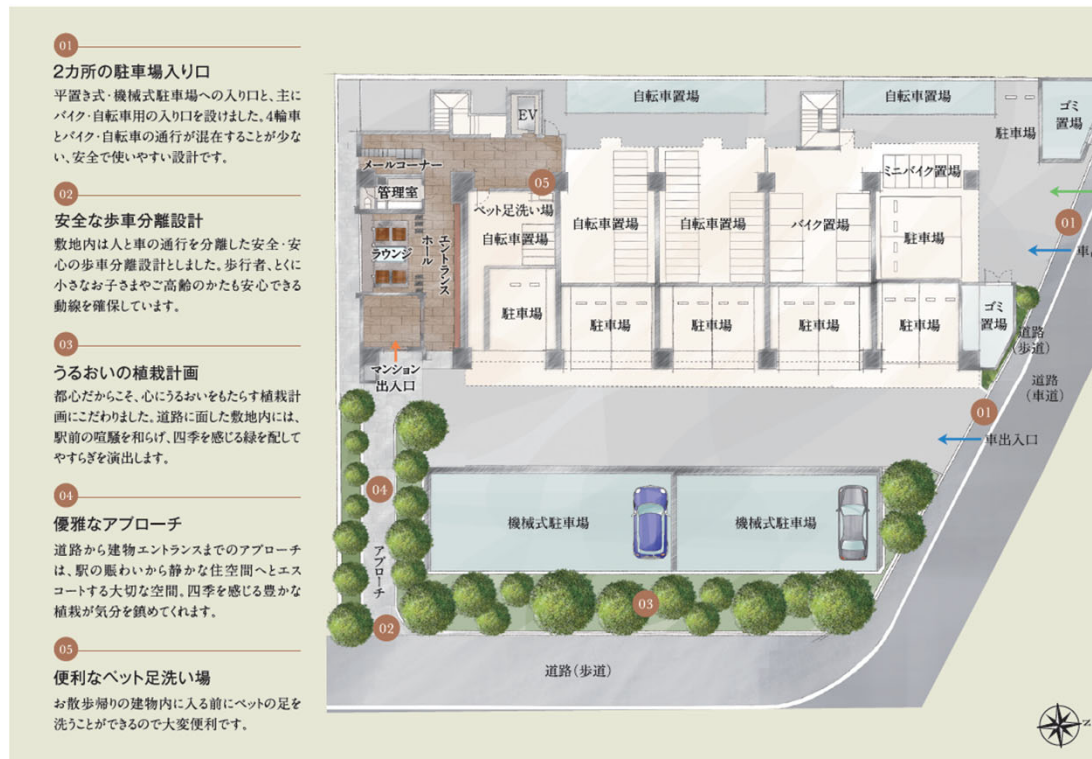 01
2カ所の駐車場入り口
平置き式・機械式駐車場への入り口と、主に
バイク・自転車用の入り口を設けました。4輪車
とバイク・自転車の通行が混在することが少な
い、安全で使いやすい設計です。
02
安全な歩車分離設計
敷地内は人と車の通行を分離した安全・安
心の歩車分離設計としました。歩行者、とくに
小さなお子さまやご高齢のかたも安心できる
動線を確保しています。
03
うるおいの植栽計画
都心だからこそ、心にうるおいをもたらす植栽計
画にこだわりました。道路に面した敷地内には、
駅前の喧騒を和らげ、四季を感じる緑を配して
やすらぎを演出します。
04
優雅なアプローチ
道路から建物エントランスまでのアプローチ
は、駅の賑わいから静かな住空間へとエス
コートする大切な空間。四季を感じる豊かな
植栽が気分を鎮めてくれます。
05
便利なペット足洗い場
お散歩帰りの建物内に入る前にペットの足を
洗うことができるので大変便利です。
自転車置場
自転車置場
ゴミ
置場
駐車場
EV
メールコーナー
管理室
ラウンジ
エントランス
ホール
05
ペット足洗い場
自転車置場
自転車置場
自転車置場
バイク置場
ミニバイク置場
駐車場
01
車出
駐車場
駐車場
駐車場
駐車場
駐車場
ゴミ
置場
道路
(歩道)
道路
(車道)
マンション
出入口
01
車出入口
04
アプローチ
機械式駐車場
機械式駐車場
03
02
道路(歩道)
N